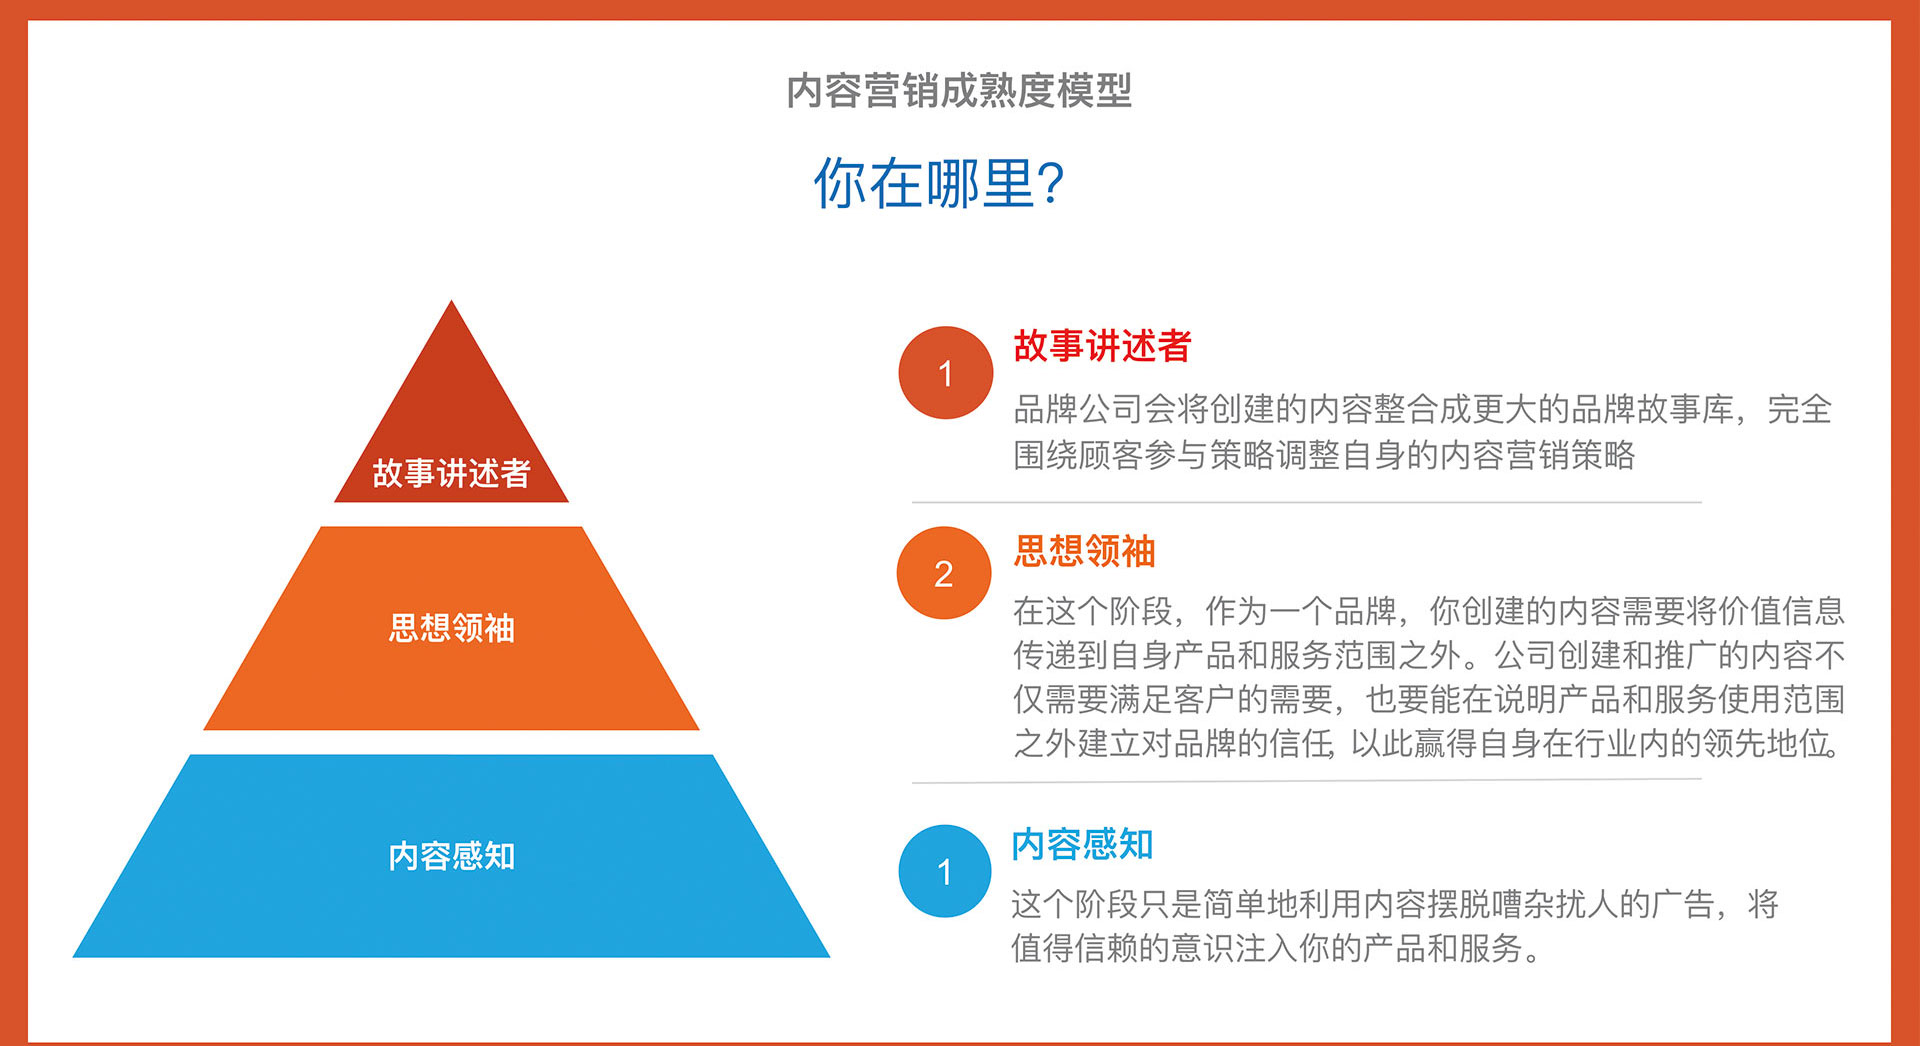 内容营销成熟度模型
你在哪里？
故事讲述者
思想领袖
内容感知
1
故事讲述者
品牌公司会将创建的内容整合成更大的品牌故事库，完全
围绕顾客参与策略调整自身的内容营销策略
2
思想领袖
在这个阶段，作为一个品牌，你创建的内容需要将价值信息
传递到自身产品和服务范围之外。公司创建和推广的内容不
仅需要满足客户的需要，也要能在说明产品和服务使用范围
之外建立对品牌的信任，以此赢得自身在行业内的领先地位。
1
内容感知
这个阶段只是简单地利用内容摆脱嘈杂扰人的广告，将
值得信赖的意识注入你的产品和服务。